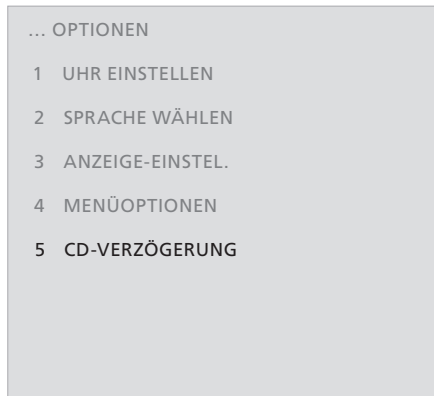 … OPTIONEN
1 UHR EINSTELLEN
2 SPRACHE WÄHLEN
3 ANZEIGE-EINSTEL.
4 MENÜOPTIONEN
5 CD-VERZÖGERUNG